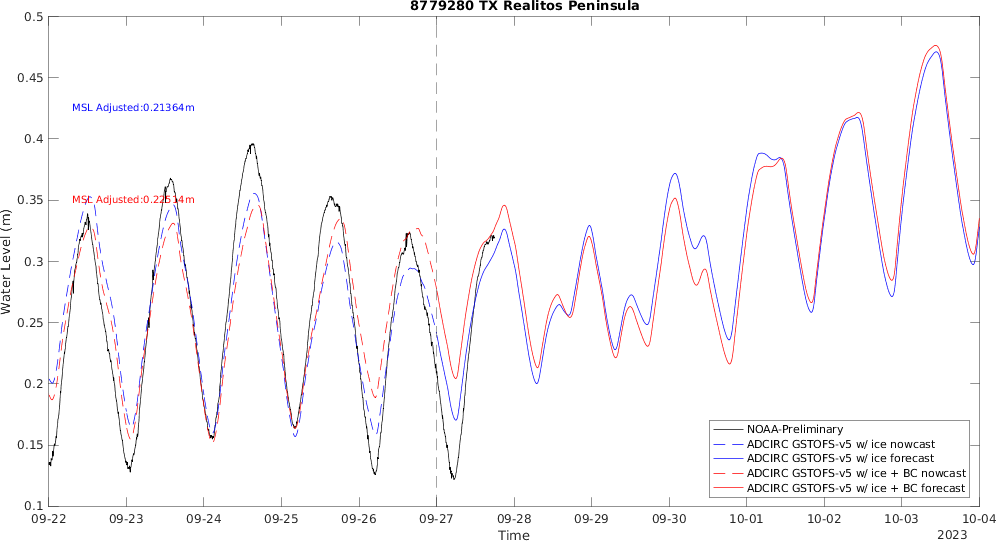 8779280 TX Realitos Peninsula
0.5
0.45
0.4
0.35
0.3
0.25
0.2
0.15
0.1
Water Level (m)
MSL Adjusted:0.21364m
MSL Adjusted:0.22514m
NOAA-Preliminary
ADCIRC GSTOFS-v5 w/ ice nowcast
ADCIRC GSTOFS-v5 w/ ice forecast
ADCIRC GSTOFS-v5 w/ ice + BC nowcast
ADCIRC GSTOFS-v5 w/ ice + BC forecast
09-22 09-23 09-24 09-25 09-26 09-27 09-28 09-29 09-30 10-01 10-02 10-03 10-04
Time
2023